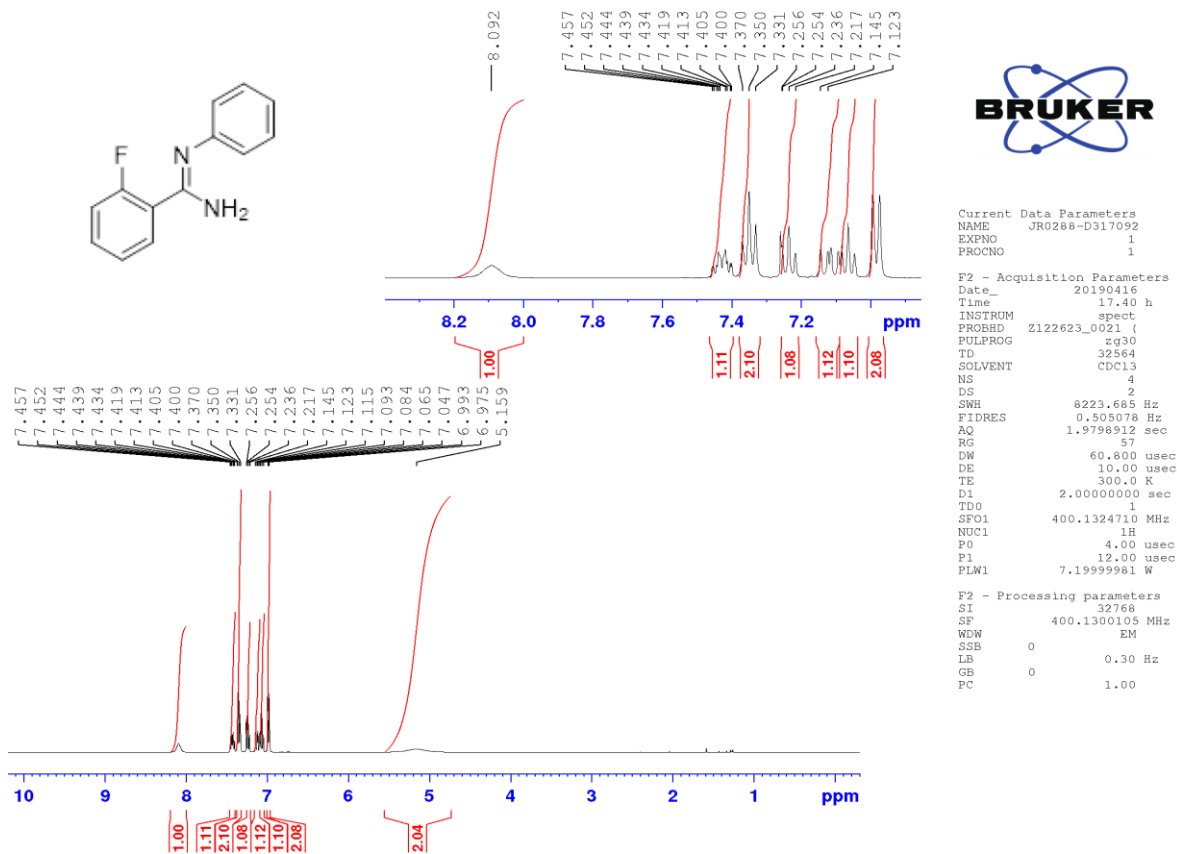 8.092
7.457
7.452
7.444
7.439
7.434
7.419
7.413
7.405
7.400
7.370
7.350
7.331
7.256
7.254
7.236
7.217
7.145
7.123
F
N
NH2
BRUKER
8.2 8.0 7.8 7.6 7.4 7.2 ppm
1.00
1.11
2.10
1.08
1.12
1.10
2.08
7.457
7.452
7.444
7.439
7.434
7.419
7.413
7.405
7.400
7.370
7.350
7.331
7.256
7.254
7.236
7.217
7.145
7.123
7.115
7.093
7.084
7.065
7.047
6.993
6.975
5.159
10 9 8 7 6 5 4 3 2 1 ppm
1.00
1.11
2.10
1.08
1.12
1.10
2.08
2.04
Current Data Parameters
NAME JR0288-D317092
EXPNO 1
PROCNO 1
F2 - Acquisition Parameters
Date_ 20190416
Time 17.40 h
INSTRUM spect
PROBHD Z122623_0021 (
PULPROG zg30
TD 32564
SOLVENT CDCl3
NS 4
DS 2
SWH 8223.685 Hz
FIDRES 0.505078 Hz
AQ 1.9798912 sec
RG 57
DW 60.800 usec
DE 10.00 usec
TE 300.0 K
D1 2.00000000 sec
TD0 1
SFO1 400.1324710 MHz
NUC1 1H
P0 4.00 usec
P1 12.00 usec
PLW1 7.19999981 W
F2 - Processing parameters
SI 32768
SF 400.1300105 MHz
WDW EM
SSB 0
LB 0.30 Hz
GB 0
PC 1.00